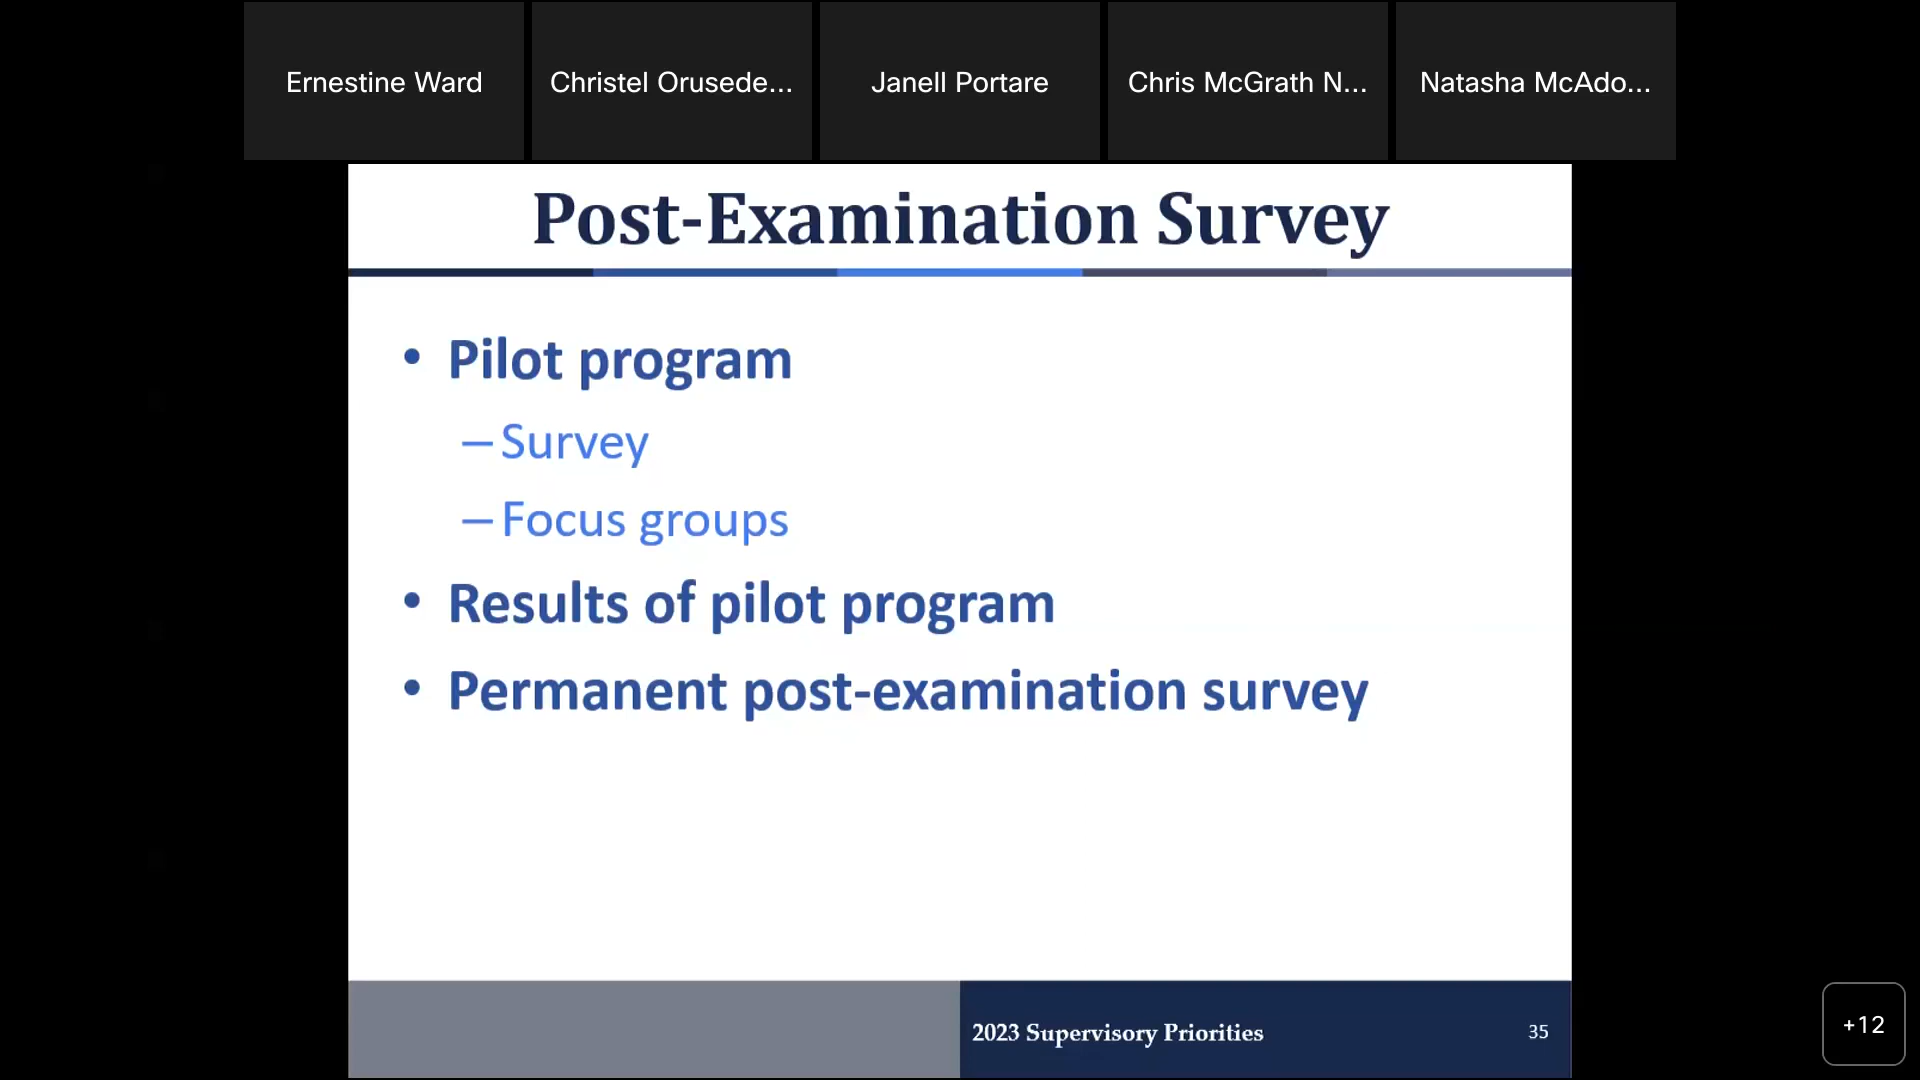 Ernestine Ward
Christel Orusede...
Janell Portare
Chris McGrath N...
Natasha McAdo...
Post-Examination Survey
• Pilot program
– Survey
– Focus groups
• Results of pilot program
• Permanent post-examination survey
2023 Supervisory Priorities
35
+12